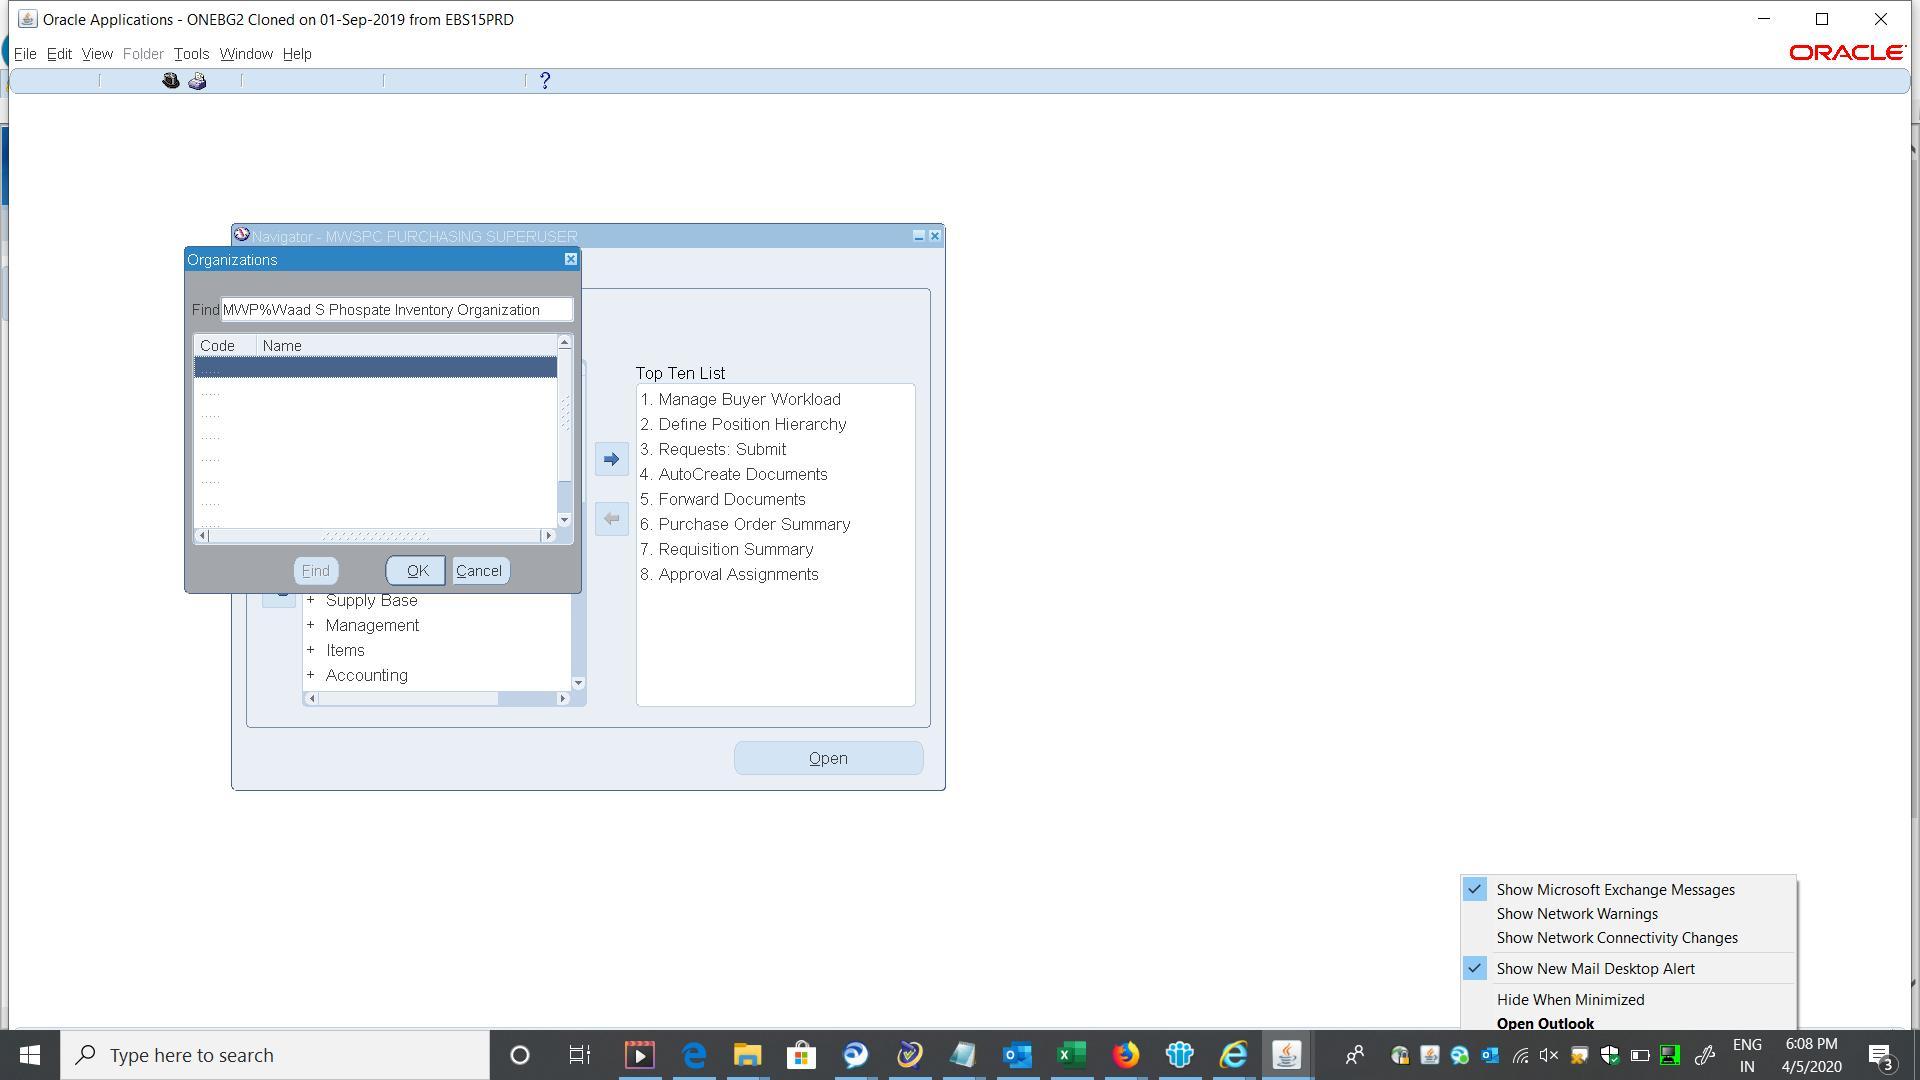 Oracle Applications - ONEBG2 Cloned on 01-Sep-2019 from EBS15PRD
File Edit View Folder Tools Window Help
ORACLE
?
Navigator - MWSPC PURCHASING SUPERUSER
Organizations
Find MWP%Waad S Phospate Inventory Organization
Code Name
.....
.....
.....
.....
.....
.....
.....
.....
Find OK Cancel
+ Supply Base
+ Management
+ Items
+ Accounting
Top Ten List
1. Manage Buyer Workload
2. Define Position Hierarchy
3. Requests: Submit
4. AutoCreate Documents
5. Forward Documents
6. Purchase Order Summary
7. Requisition Summary
8. Approval Assignments
Open
Show Microsoft Exchange Messages
Show Network Warnings
Show Network Connectivity Changes
Show New Mail Desktop Alert
Hide When Minimized
Open Outlook
Type here to search
ENG
IN
6:08 PM
4/5/2020
3